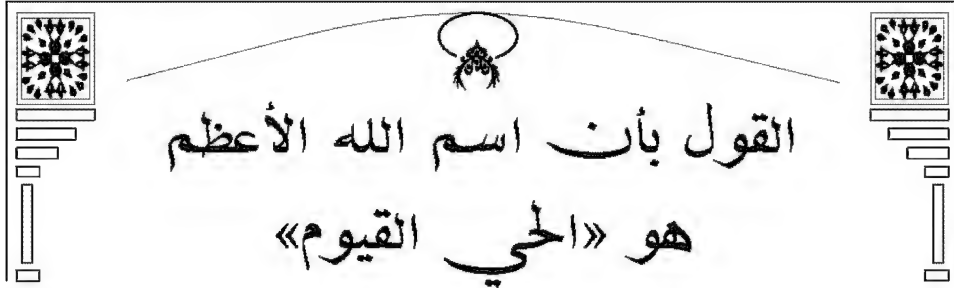 القول بأن اسم الله الأعظم
هو «الحي القيوم»